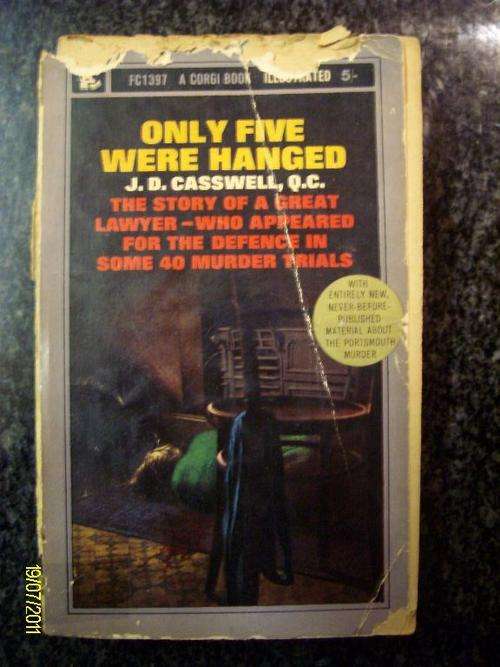 FC1397 A CORGI BOOK ILLUSTRATED 5/-
ONLY FIVE
WERE HANGED
J. D. CASSWELL, Q.C.
THE STORY OF A GREAT
LAWYER - WHO APPEARED
FOR THE DEFENCE IN
SOME 40 MURDER TRIALS
WITH
ENTIRELY NEW,
NEVER-BEFORE-
PUBLISHED
MATERIAL ABOUT
THE PORTSMOUTH
MURDER
19/07/2011